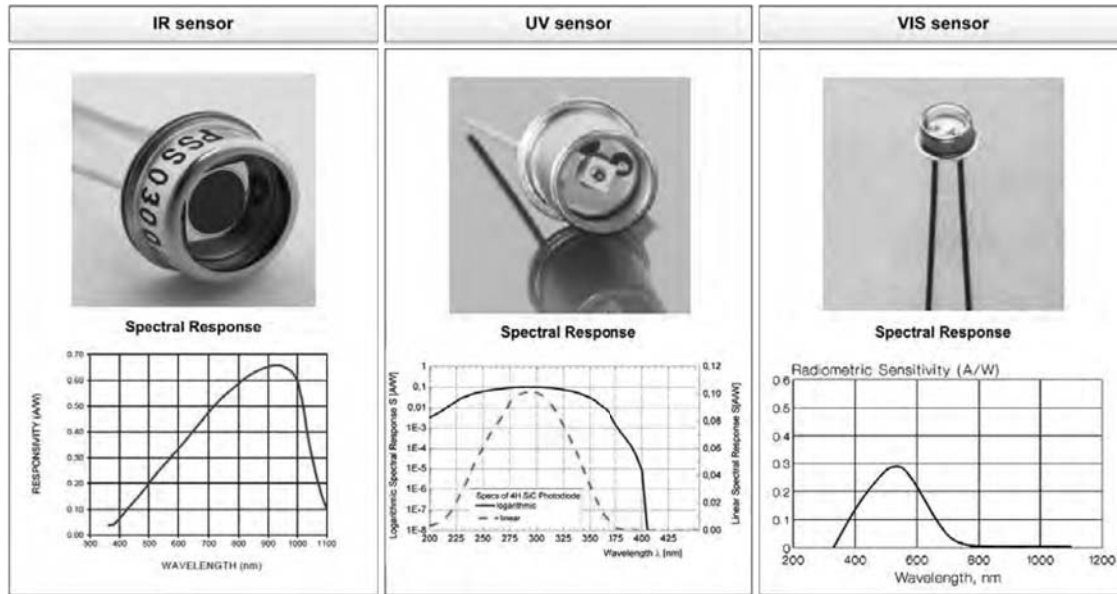 IR sensor
UV sensor
VIS sensor
PSS0300
Spectral Response
0.70
0.60
0.50
0.40
0.30
0.20
0.10
0.00
RESPONSIVITY (A/W)
300 400 500 600 700 800 900 1000 1100
WAVELENGTH (nm)
Spectral Response
Logarithmic Spectral Response S [A/W]
1
0,1
0,01
1E-3
1E-4
1E-5
1E-6
1E-7
1E-8
Specs of 4H SiC Photodiode
logarithmic
linear
0,12
0,10
0,08
0,06
0,04
0,02
0,00
Linear Spectral Response S[A/W]
200 225 250 275 300 325 350 375 400 425
Wavelength λ [nm]
Spectral Response
Radiometric Sensitivity (A/W)
0.6
0.5
0.4
0.3
0.2
0.1
0
200 400 600 800 1000 1200
Wavelength, nm